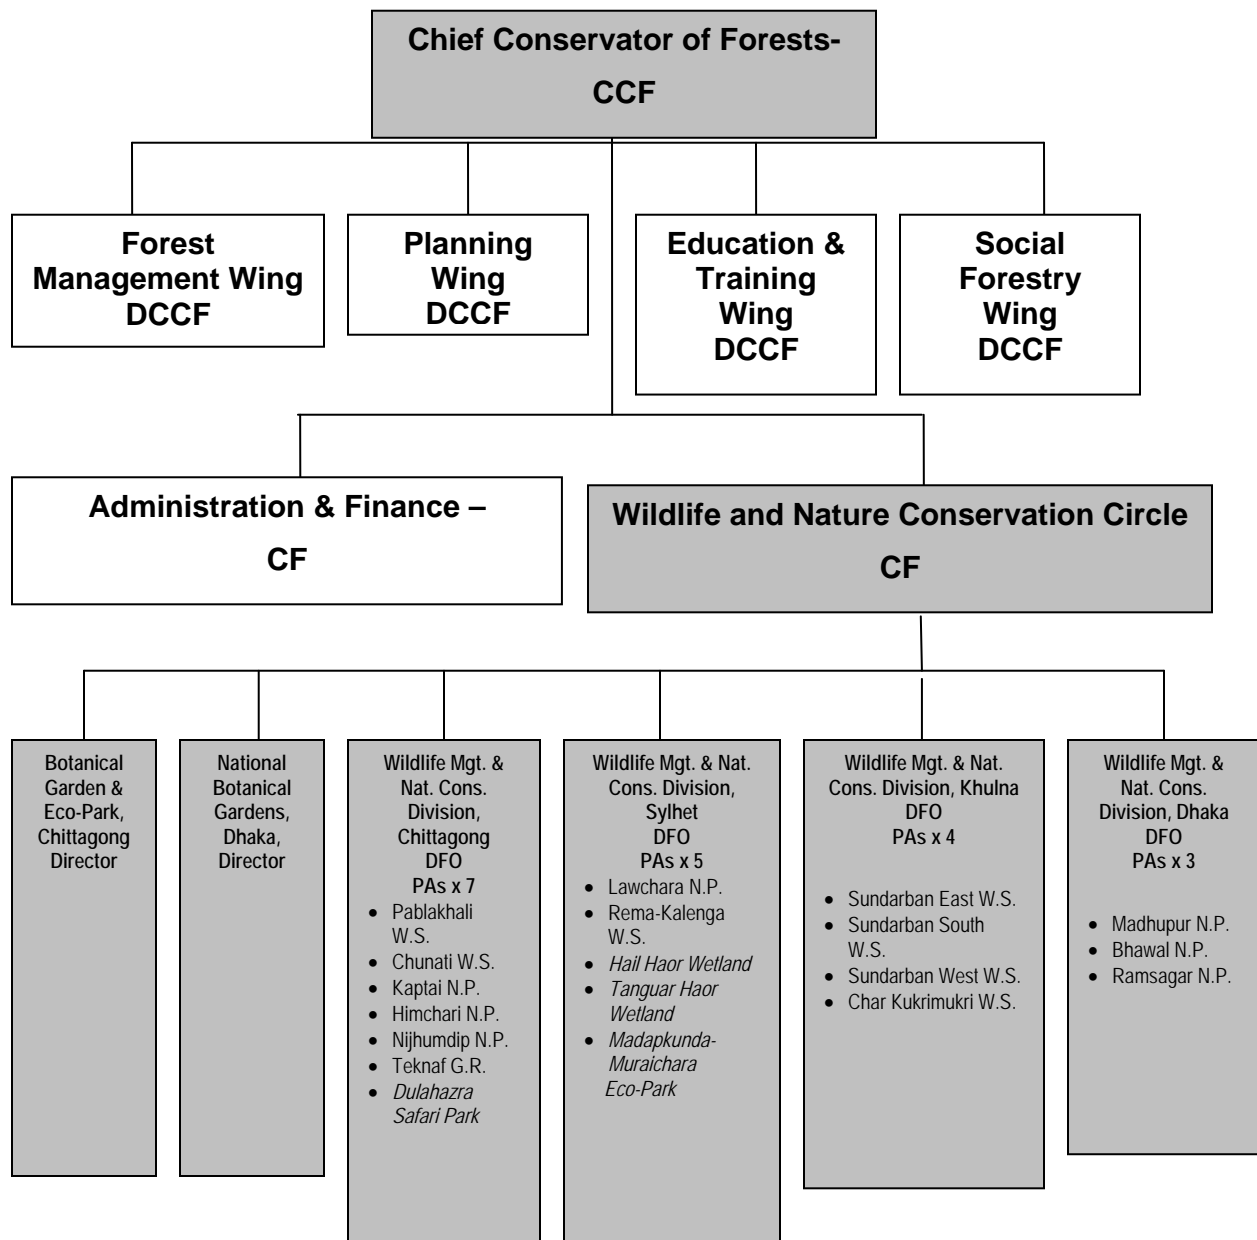 Chief Conservator of Forests-
CCF
Forest
Management Wing
DCCF
Planning
Wing
DCCF
Education &
Training
Wing
DCCF
Social
Forestry
Wing
DCCF
Administration & Finance –
CF
Wildlife and Nature Conservation Circle
CF
Botanical
Garden &
Eco-Park,
Chittagong
Director
National
Botanical
Gardens,
Dhaka,
Director
Wildlife Mgt. &
Nat. Cons.
Division,
Chittagong
DFO
PAs x 7
• Pablakhali
W.S.
• Chunati W.S.
• Kaptai N.P.
• Himchari N.P.
• Nijhumdip N.P.
• Teknaf G.R.
• Dulahazra
Safari Park
Wildlife Mgt. & Nat.
Cons. Division,
Sylhet
DFO
PAs x 5
• Lawchara N.P.
• Rema-Kalenga
W.S.
• Hail Haor Wetland
• Tanguar Haor
Wetland
• Madapkunda-
Muraichara
Eco-Park
Wildlife Mgt. & Nat.
Cons. Division, Khulna
DFO
PAs x 4
• Sundarban East W.S.
• Sundarban South
W.S.
• Sundarban West W.S.
• Char Kukrimukri W.S.
Wildlife Mgt. &
Nat. Cons.
Division, Dhaka
DFO
PAs x 3
• Madhupur N.P.
• Bhawal N.P.
• Ramsagar N.P.